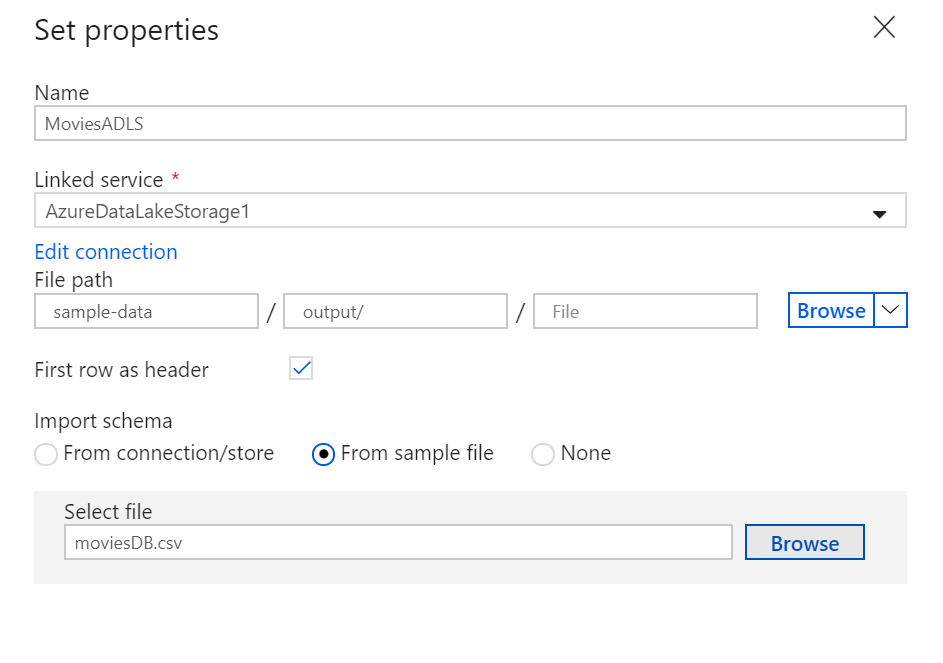 Set properties
Name
MoviesADLS
Linked service *
AzureDataLakeStorage1
Edit connection
File path
sample-data / output/ / File Browse
First row as header
Import schema
From connection/store From sample file None
Select file
moviesDB.csv Browse